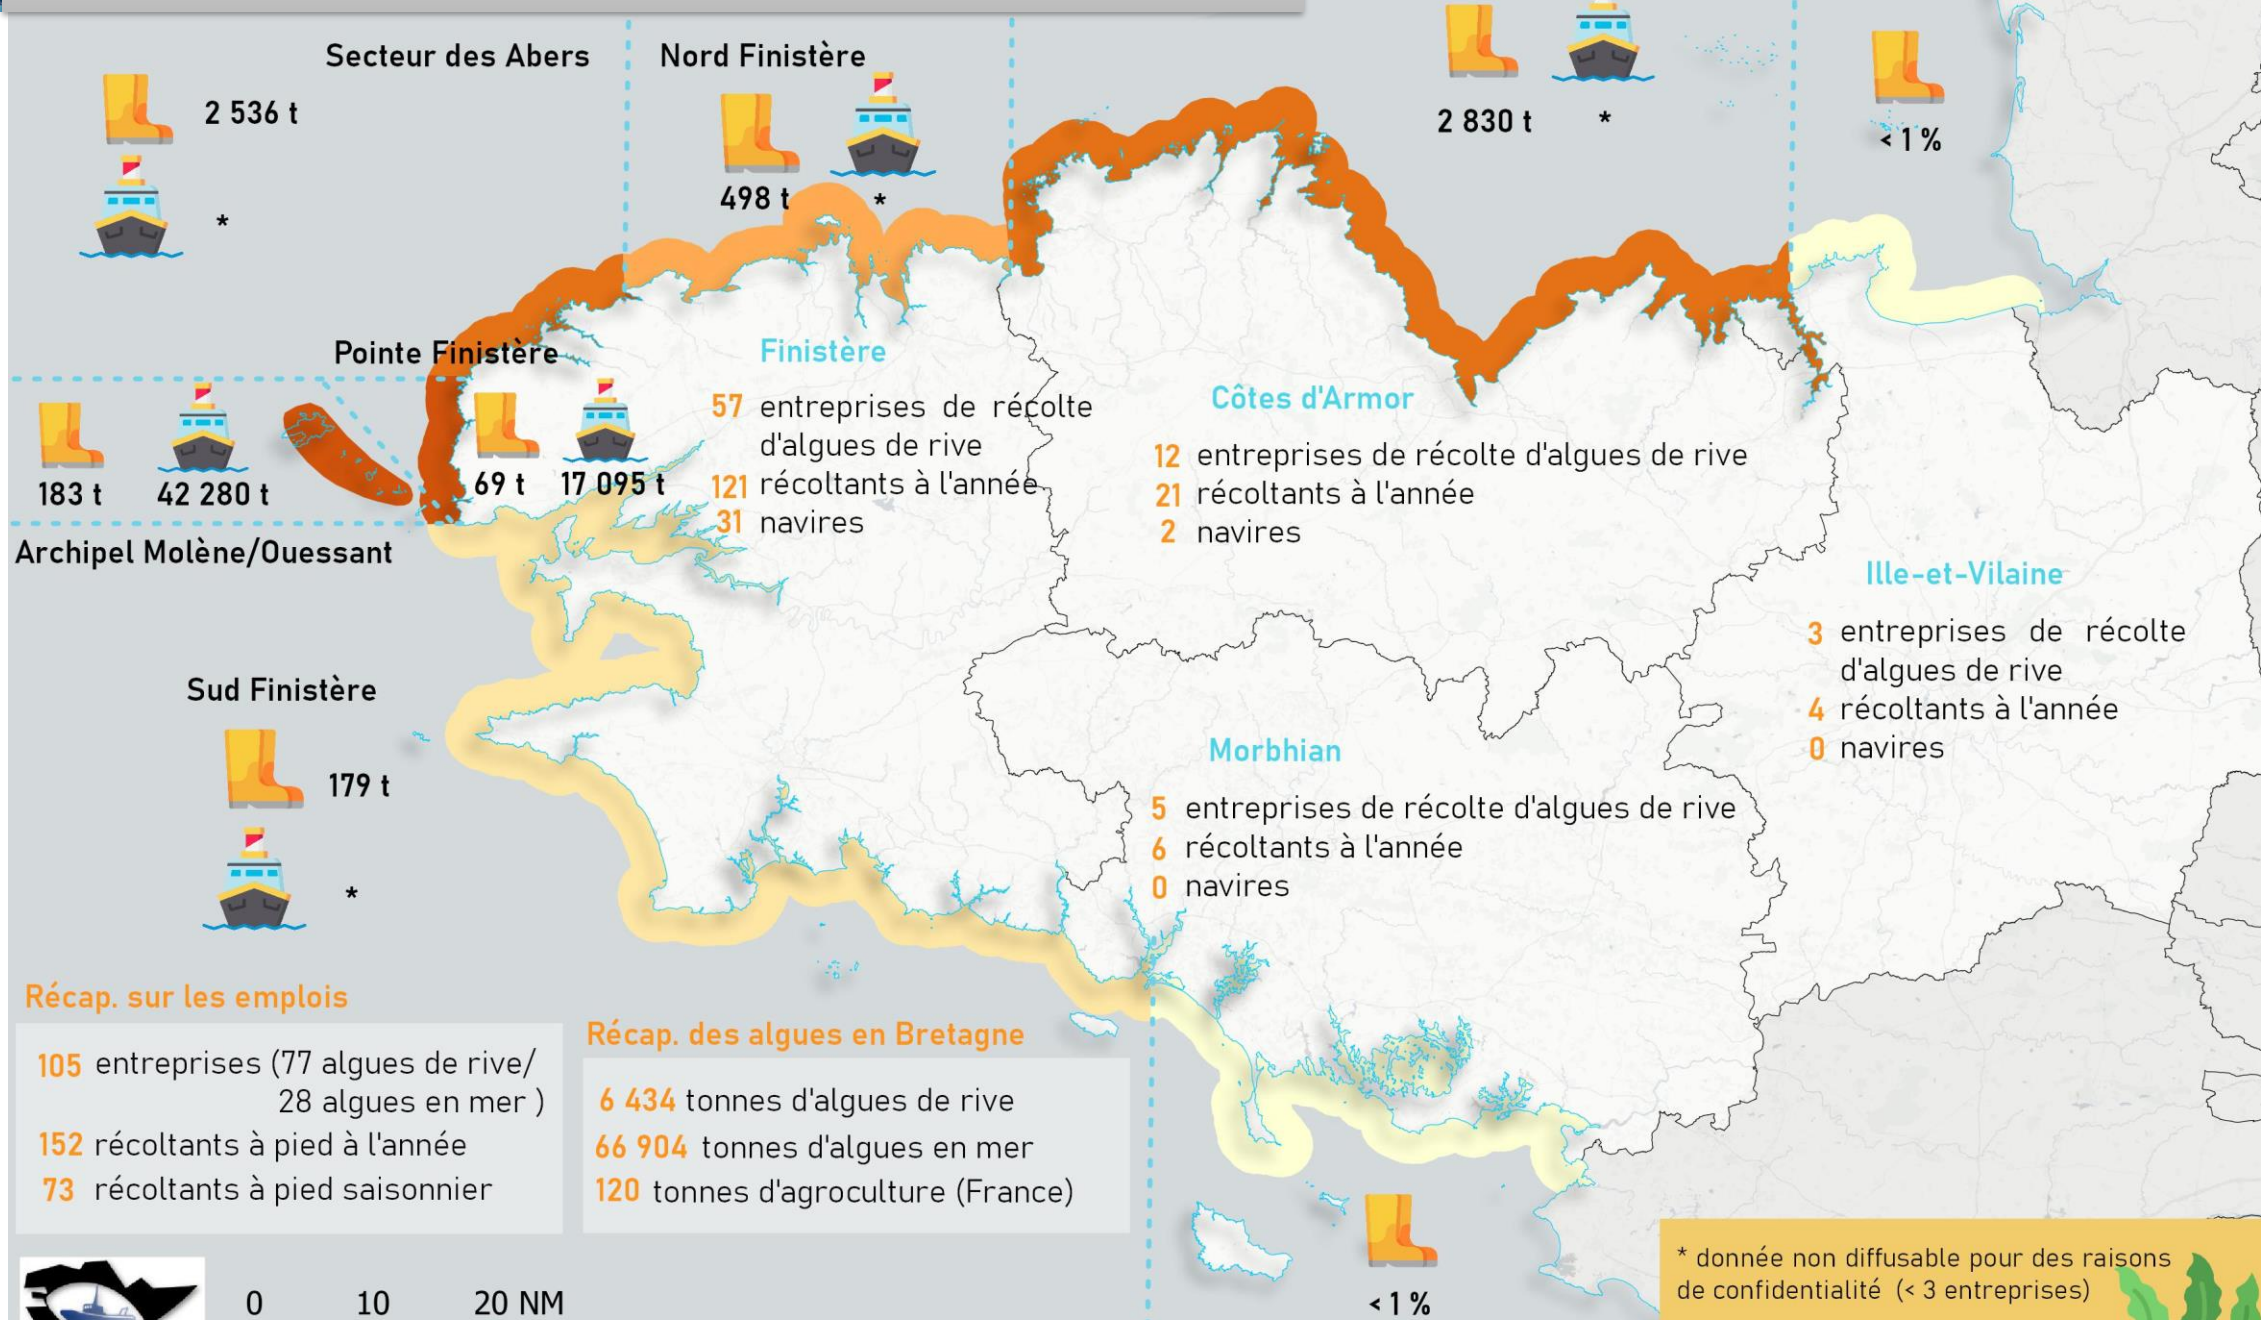 Secteur des Abers
2 536 t
*
Nord Finistère
498 t
*
2 830 t
*
< 1 %
Pointe Finistère
69 t
17 095 t
183 t
42 280 t
Archipel Molène/Ouessant
Finistère
57 entreprises de récolte
d'algues de rive
121 récoltants à l'année
31 navires
Côtes d'Armor
12 entreprises de récolte d'algues de rive
21 récoltants à l'année
2 navires
Ille-et-Vilaine
3 entreprises de récolte
d'algues de rive
4 récoltants à l'année
0 navires
Sud Finistère
179 t
*
Morbhian
5 entreprises de récolte d'algues de rive
6 récoltants à l'année
0 navires
Récap. sur les emplois
105 entreprises (77 algues de rive/
28 algues en mer )
152 récoltants à pied à l'année
73 récoltants à pied saisonnier
Récap. des algues en Bretagne
6 434 tonnes d'algues de rive
66 904 tonnes d'algues en mer
120 tonnes d'agroculture (France)
< 1 %
* donnée non diffusable pour des raisons
de confidentialité (< 3 entreprises)
0 10 20 NM